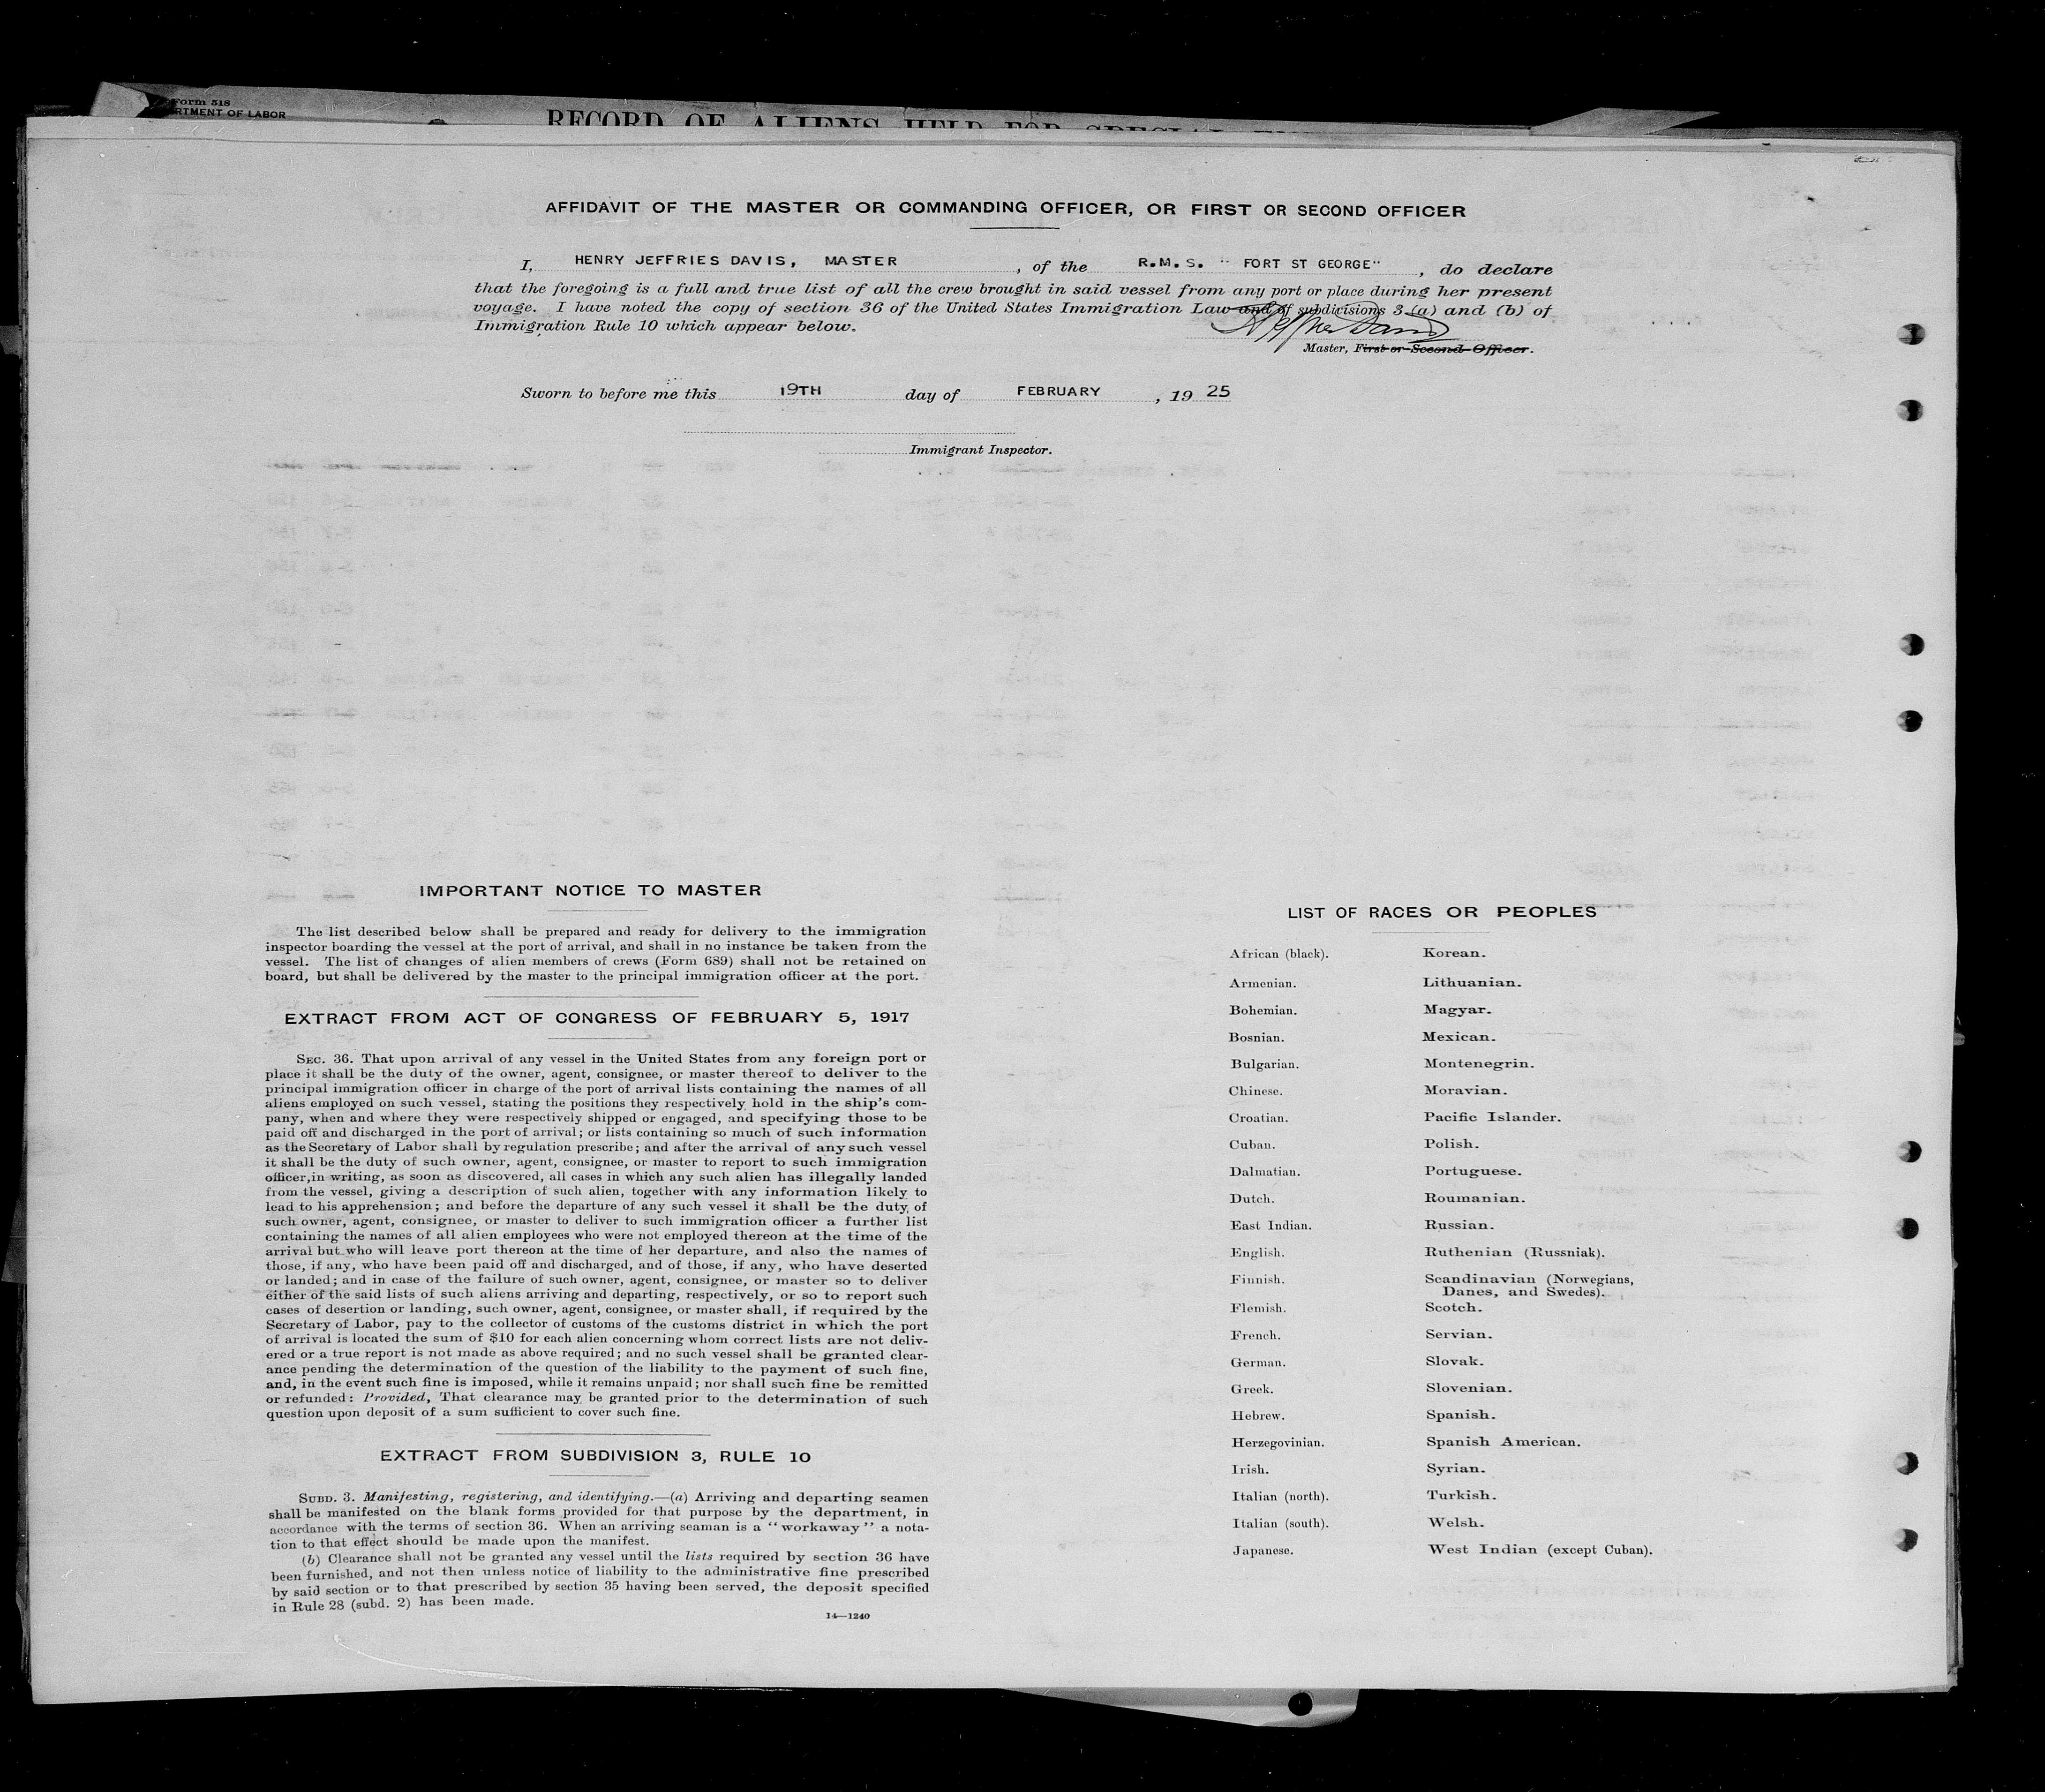 Form 518
RTMENT OF LABOR
RECORD OF ALIENS HELD FOR SPECIAL
AFFIDAVIT OF THE MASTER OR COMMANDING OFFICER, OR FIRST OR SECOND OFFICER
I, HENRY JEFFRIES DAVIS, MASTER, of the R.M.S. " FORT ST GEORGE", do declare
that the foregoing is a full and true list of all the crew brought in said vessel from any port or place during her present
voyage. I have noted the copy of section 36 of the United States Immigration Law and of subdivisions 3 (a) and (b) of
Immigration Rule 10 which appear below.
Master, First or Second Officer.
Sworn to before me this 19TH day of FEBRUARY, 19 25
Immigrant Inspector.
IMPORTANT NOTICE TO MASTER
The list described below shall be prepared and ready for delivery to the immigration
inspector boarding the vessel at the port of arrival, and shall in no instance be taken from the
vessel. The list of changes of alien members of crews (Form 689) shall not be retained on
board, but shall be delivered by the master to the principal immigration officer at the port.
EXTRACT FROM ACT OF CONGRESS OF FEBRUARY 5, 1917
SEC. 36. That upon arrival of any vessel in the United States from any foreign port or
place it shall be the duty of the owner, agent, consignee, or master thereof to deliver to the
principal immigration officer in charge of the port of arrival lists containing the names of all
aliens employed on such vessel, stating the positions they respectively hold in the ship's com-
pany, when and where they were respectively shipped or engaged, and specifying those to be
paid off and discharged in the port of arrival; or lists containing so much of such information
as the Secretary of Labor shall by regulation prescribe; and after the arrival of any such vessel
it shall be the duty of such owner, agent, consignee, or master to report to such immigration
officer, in writing, as soon as discovered, all cases in which any such alien has illegally landed
from the vessel, giving a description of such alien, together with any information likely to
lead to his apprehension; and before the departure of any such vessel it shall be the duty of
such owner, agent, consignee, or master to deliver to such immigration officer a further list
containing the names of all alien employees who were not employed thereon at the time of the
arrival but who will leave port thereon at the time of her departure, and also the names of
those, if any, who have been paid off and discharged, and of those, if any, who have deserted
or landed; and in case of the failure of such owner, agent, consignee, or master so to deliver
either of the said lists of such aliens arriving and departing, respectively, or so to report such
cases of desertion or landing, such owner, agent, consignee, or master shall, if required by the
Secretary of Labor, pay to the collector of customs of the customs district in which the port
of arrival is located the sum of $10 for each alien concerning whom correct lists are not deliv-
ered or a true report is not made as above required; and no such vessel shall be granted clear-
ance pending the determination of the question of the liability to the payment of such fine,
and, in the event such fine is imposed, while it remains unpaid; nor shall such fine be remitted
or refunded: Provided, That clearance may be granted prior to the determination of such
question upon deposit of a sum sufficient to cover such fine.
EXTRACT FROM SUBDIVISION 3, RULE 10
SUBD. 3. Manifesting, registering, and identifying.—(a) Arriving and departing seamen
shall be manifested on the blank forms provided for that purpose by the department, in
accordance with the terms of section 36. When an arriving seaman is a "workaway" a nota-
tion to that effect should be made upon the manifest.
(b) Clearance shall not be granted any vessel until the lists required by section 36 have
been furnished, and not then unless notice of liability to the administrative fine prescribed
by said section or to that prescribed by section 35 having been served, the deposit specified
in Rule 28 (subd. 2) has been made.
14—1240
LIST OF RACES OR PEOPLES
African (black). Korean.
Armenian. Lithuanian.
Bohemian. Magyar.
Bosnian. Mexican.
Bulgarian. Montenegrin.
Chinese. Moravian.
Croatian. Pacific Islander.
Cuban. Polish.
Dalmatian. Portuguese.
Dutch. Roumanian.
East Indian. Russian.
English. Ruthenian (Russniak).
Finnish. Scandinavian (Norwegians,
Danes, and Swedes).
Flemish. Scotch.
French. Servian.
German. Slovak.
Greek. Slovenian.
Hebrew. Spanish.
Herzegovinian. Spanish American.
Irish. Syrian.
Italian (north). Turkish.
Italian (south). Welsh.
Japanese. West Indian (except Cuban).